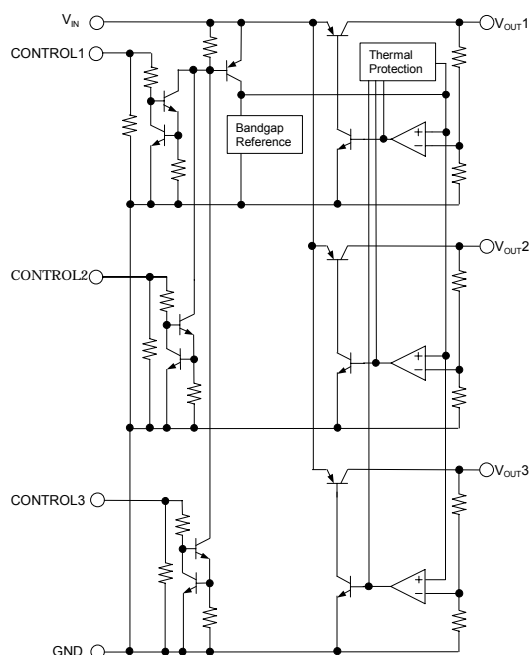 VIN
VOUT1
CONTROL1
Thermal
Protection
Bandgap
Reference
+
−
CONTROL2
VOUT2
+
−
CONTROL3
VOUT3
+
−
GND